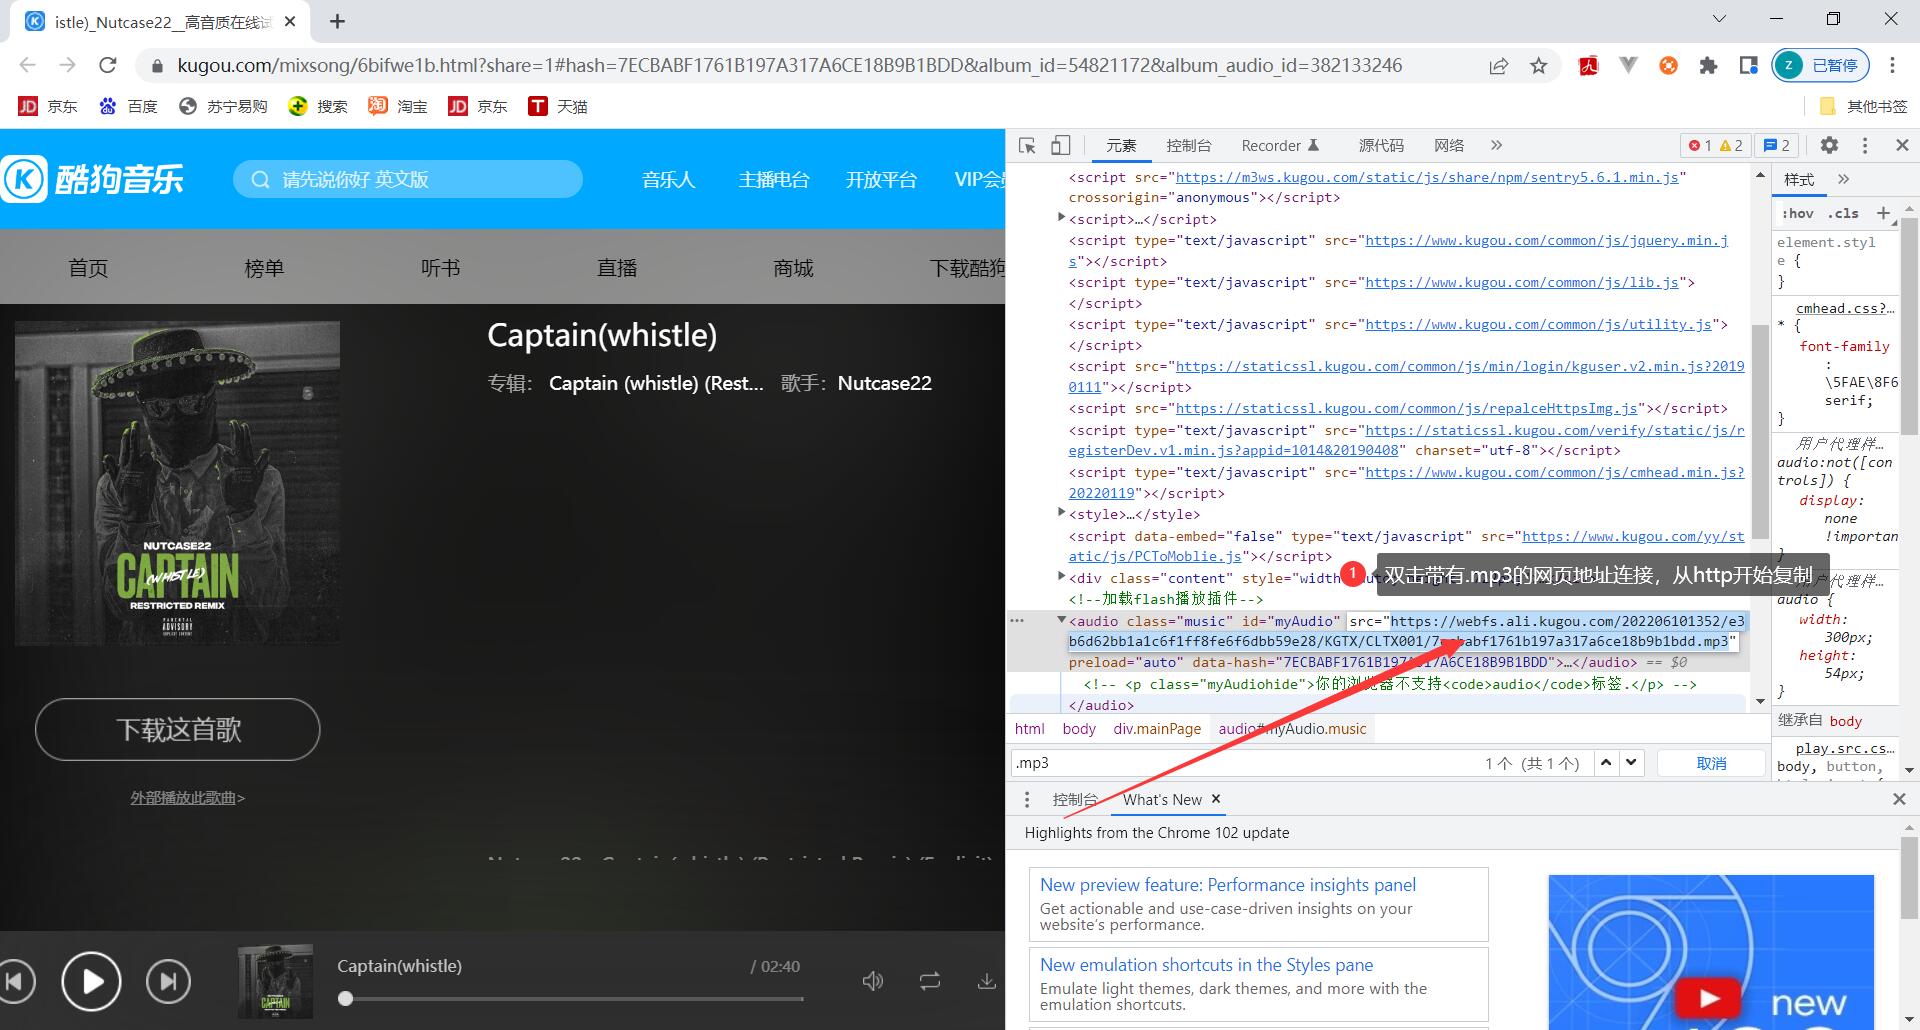 istle)_Nutcase22__高音质在线试
kugou.com/mixsong/6bifwe1b.html?share=1#hash=7ECBABF1761B197A317A6CE18B9B1BDD&album_id=54821172&album_audio_id=382133246
Z 已暂停
JD 京东 百度 苏宁易购 搜索 淘 淘宝 JD 京东 T 天猫 其他书签
K 酷狗音乐
请先说你好 英文版
音乐人 主播电台 开放平台 VIP会员
首页 榜单 听书 直播 商城 下载酷狗
Captain(whistle)
专辑： Captain (whistle) (Rest... 歌手： Nutcase22
NUTCASE22
CAPTAIN
(WHISTLE)
RESTRICTED REMIX
PARENTAL
ADVISORY
EXPLICIT CONTENT
下载这首歌
外部播放此歌曲>
Captain(whistle) / 02:40
元素 控制台 Recorder 源代码 网络 » 1 2 2
<script src="https://m3ws.kugou.com/static/js/share/npm/sentry5.6.1.min.js"
crossorigin="anonymous"></script>
<script>…</script>
<script type="text/javascript" src="https://www.kugou.com/common/js/jquery.min.j
s"></script>
<script type="text/javascript" src="https://www.kugou.com/common/js/lib.js">
</script>
<script type="text/javascript" src="https://www.kugou.com/common/js/utility.js">
</script>
<script src="https://staticssl.kugou.com/common/js/min/login/kguser.v2.min.js?20190
0111"></script>
<script src="https://staticssl.kugou.com/common/js/repalceHttpsImg.js"></script>
<script type="text/javascript" src="https://staticssl.kugou.com/verify/static/js/r
egisterDev.v1.min.js?appid=1014&20190408" charset="utf-8"></script>
<script type="text/javascript" src="https://www.kugou.com/common/js/cmhead.min.js?
20220119"></script>
<style>…</style>
<script data-embed="false" type="text/javascript" src="https://www.kugou.com/yy/st
atic/js/PCToMoblie.js"></script>
<div class="content" style="width
1 双击带有.mp3的网页地址连接，从http开始复制
<!--加载flash播放插件-->
<audio class="music" id="myAudio" src="https://webfs.ali.kugou.com/202206101352/e3
b6d62bb1a1c6f1ff8fe6f6dbb59e28/KGTX/CLTX001/7ecbabf1761b197a317a6ce18b9b1bdd.mp3"
preload="auto" data-hash="7ECBABF1761B197A317A6CE18B9B1BDD">…</audio> == $0
<!-- <p class="myAudiohide">你的浏览器不支持<code>audio</code>标签.</p> -->
</audio>
html body div.mainPage audio#myAudio.music
.mp3 1 个（共 1 个） 取消
样式 »
:hov .cls +
element.styl
e {
}
cmhead.css?…
* {
font-family
:
\5FAE\8F6
serif;
}
用户代理样…
audio:not([con
trols]) {
display:
none
!importan
}
用户代理样…
audio {
width:
300px;
height:
54px;
}
继承自 body
play.src.cs…
body, button,
控制台 What's New ×
Highlights from the Chrome 102 update
New preview feature: Performance insights panel
Get actionable and use-case-driven insights on your
website's performance.
New emulation shortcuts in the Styles pane
Emulate light themes, dark themes, and more with the
emulation shortcuts.
new